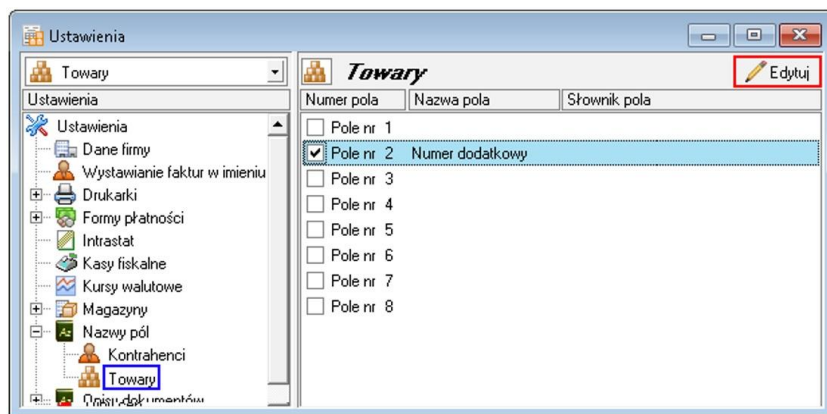 Ustawienia
Towary
Ustawienia
Ustawienia
Dane firmy
Wystawianie faktur w imieniu
Drukarki
Formy płatności
Intrastat
Kasy fiskalne
Kursy walutowe
Magazyny
Nazwy pól
Kontrahenci
Towary
Opisy dokumentów
Towary
Edytuj
Numer pola Nazwa pola Słownik pola
Pole nr 1
Pole nr 2 Numer dodatkowy
Pole nr 3
Pole nr 4
Pole nr 5
Pole nr 6
Pole nr 7
Pole nr 8